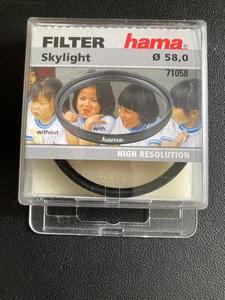 FILTER hama
Skylight Ø 58,0
71058
without with
hama
HIGH RESOLUTION